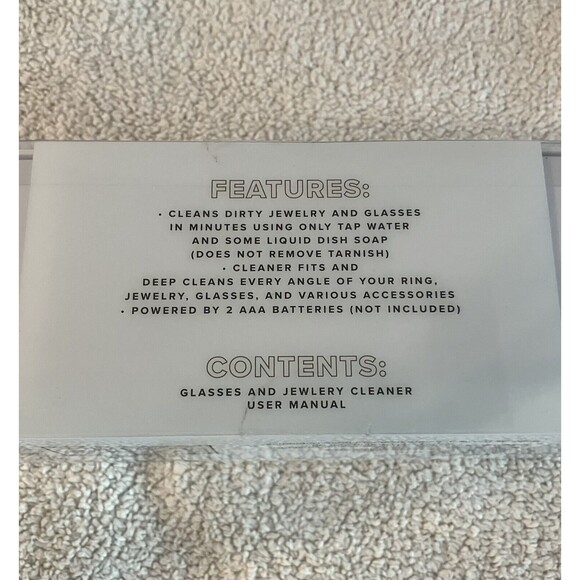 FEATURES:
• CLEANS DIRTY JEWELRY AND GLASSES
IN MINUTES USING ONLY TAP WATER
AND SOME LIQUID DISH SOAP
(DOES NOT REMOVE TARNISH)
• CLEANER FITS AND
DEEP CLEANS EVERY ANGLE OF YOUR RING,
JEWELRY, GLASSES, AND VARIOUS ACCESSORIES
• POWERED BY 2 AAA BATTERIES (NOT INCLUDED)
CONTENTS:
GLASSES AND JEWLERY CLEANER
USER MANUAL